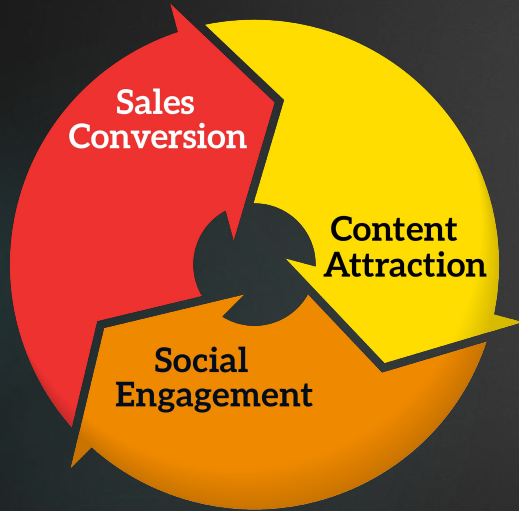 Sales
Conversion
Content
Attraction
Social
Engagement